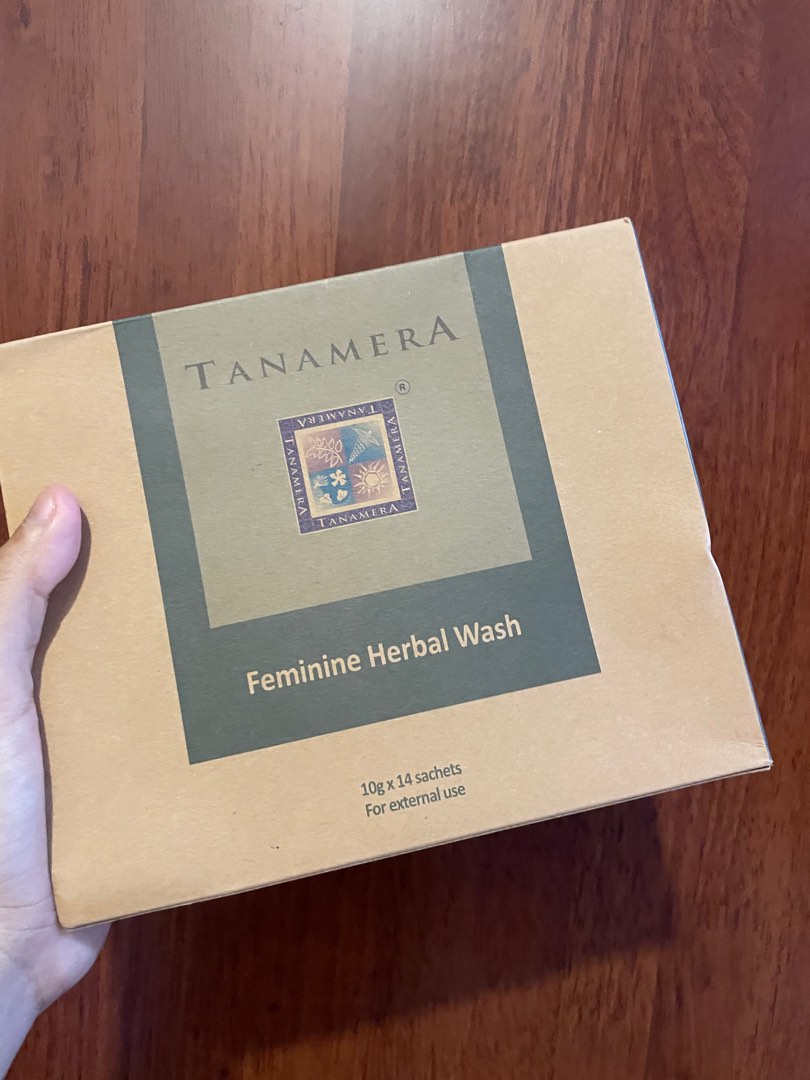 TANAMERA
®
TANAMERA
TANAMERA
TANAMERA
TANAMERA
Feminine Herbal Wash
10g x 14 sachets
For external use